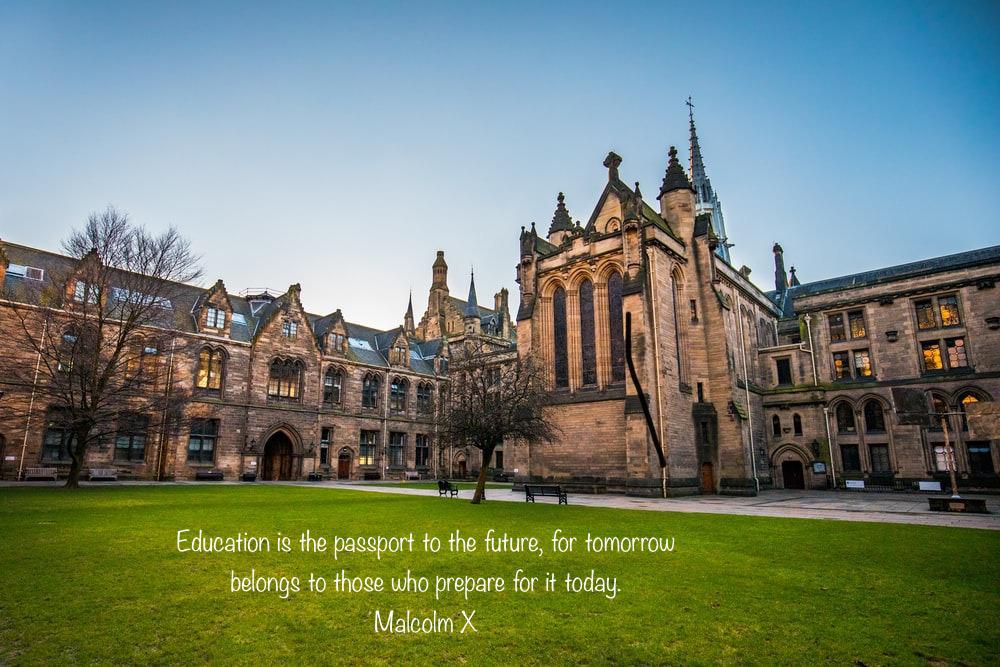 Education is the passport to the future, for tomorrow
belongs to those who prepare for it today.
Malcolm X